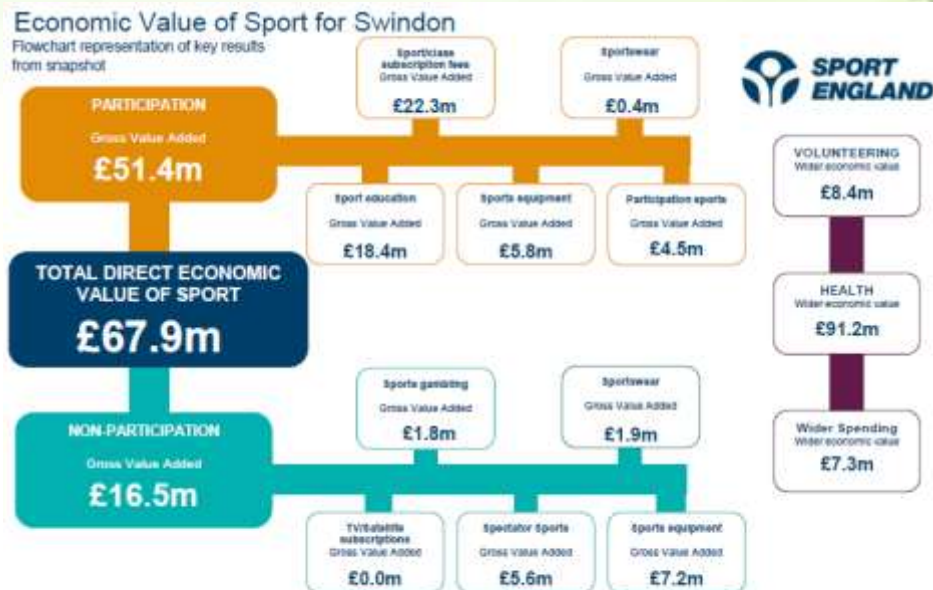 Economic Value of Sport for Swindon
Flowchart representation of key results
from snapshot
SPORT
ENGLAND
PARTICIPATION
Gross Value Added
£51.4m
Sport/class
subscription fees
Gross Value Added
£22.3m
Sportswear
Gross Value Added
£0.4m
Sport education
Gross Value Added
£18.4m
Sports equipment
Gross Value Added
£5.8m
Participation sports
Gross Value Added
£4.5m
TOTAL DIRECT ECONOMIC
VALUE OF SPORT
£67.9m
NON-PARTICIPATION
Gross Value Added
£16.5m
Sports gambling
Gross Value Added
£1.8m
Sportswear
Gross Value Added
£1.9m
TV/Satellite
subscriptions
Gross Value Added
£0.0m
Spectator Sports
Gross Value Added
£5.6m
Sports equipment
Gross Value Added
£7.2m
VOLUNTEERING
Wider economic value
£8.4m
HEALTH
Wider economic value
£91.2m
Wider Spending
Wider economic value
£7.3m